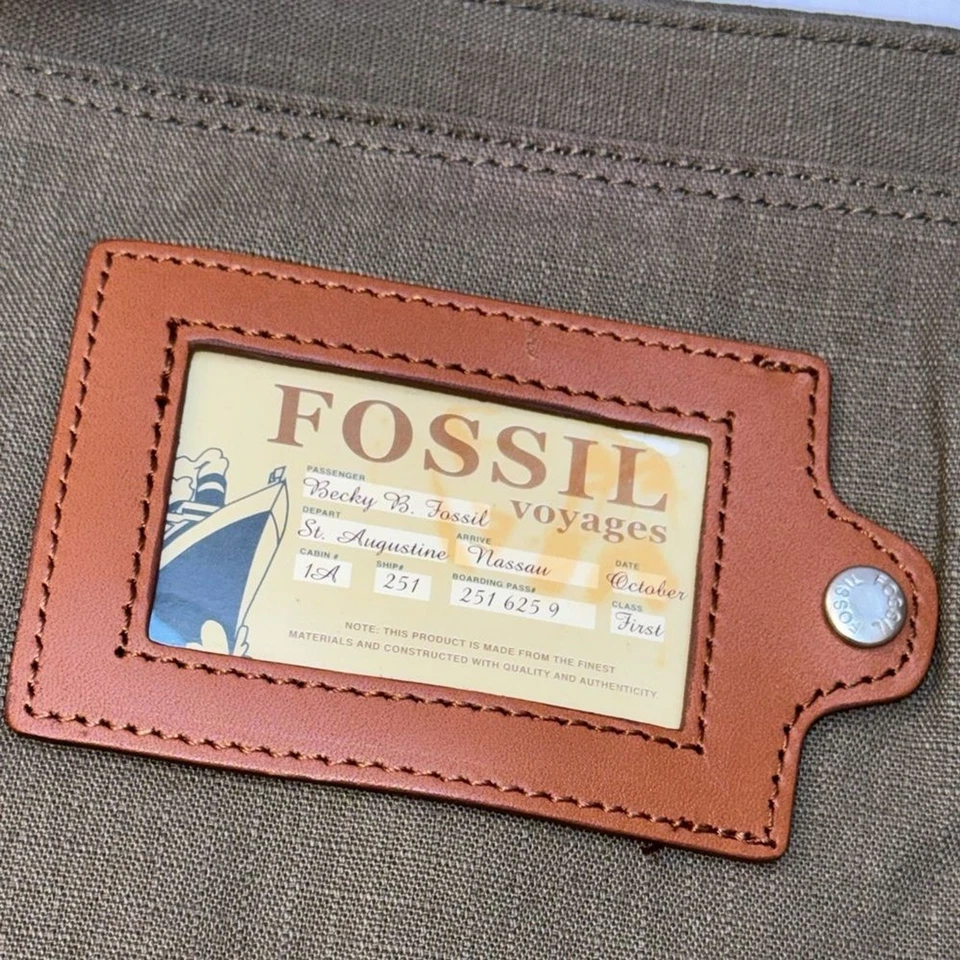 FOSSIL
voyages
PASSENGER
Becky B. Fossil
DEPART
St. Augustine
ARRIVE
Nassau
DATE
October
CABIN #
1A
SHIP#
251
BOARDING PASS#
251 625 9
CLASS
First
NOTE: THIS PRODUCT IS MADE FROM THE FINEST
MATERIALS AND CONSTRUCTED WITH QUALITY AND AUTHENTICITY.
FOSSIL FOSSIL